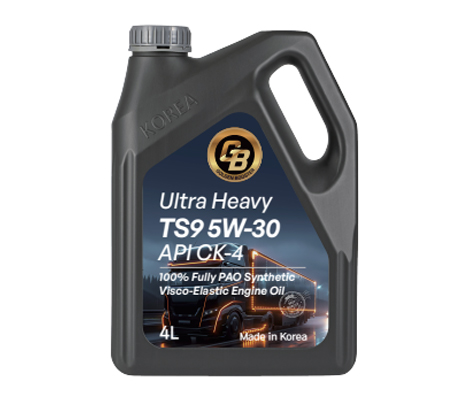 KOREA
GB
GOLDEN BOOSTER
Ultra Heavy
TS9 5W-30
API CK-4
100% Fully PAO Synthetic
Visco-Elastic Engine Oil
4L
Made in Korea